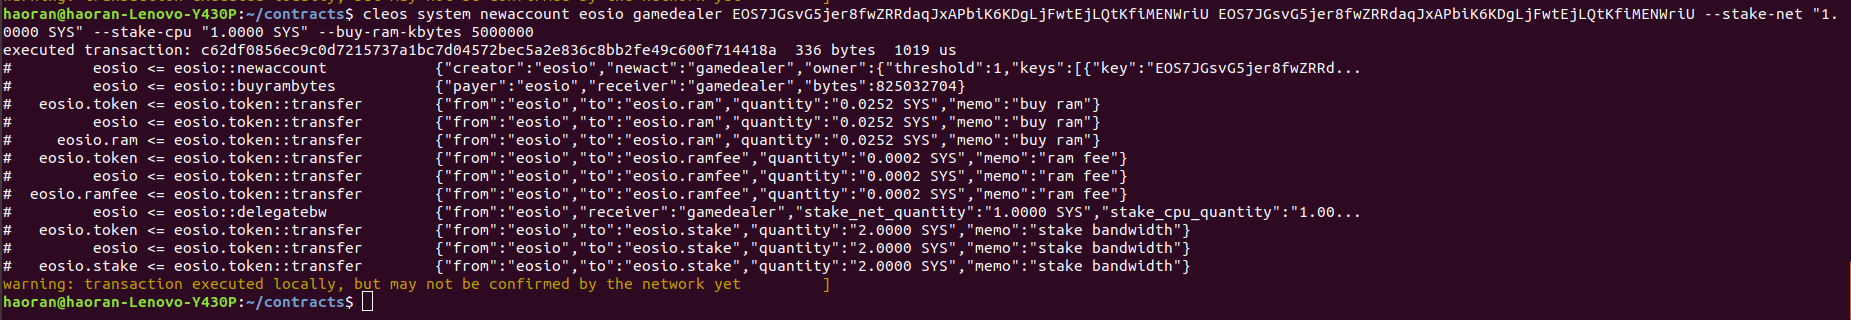 haoran@haoran-Lenovo-Y430P:~/contracts$ cleos system newaccount eosio gamedealer EOS7JGsvG5jer8fwZRRdaqJxAPbiK6KDgLjFwtEjLQtKfiMENWriU EOS7JGsvG5jer8fwZRRdaqJxAPbiK6KDgLjFwtEjLQtKfiMENWriU --stake-net "1.
0000 SYS" --stake-cpu "1.0000 SYS" --buy-ram-kbytes 5000000
executed transaction: c62df0856ec9c0d7215737a1bc7d04572bec5a2e836c8bb2fe49c600f714418a  336 bytes  1019 us
#         eosio <= eosio::newaccount            {"creator":"eosio","newact":"gamedealer","owner":{"threshold":1,"keys":[{"key":"EOS7JGsvG5jer8fwZRRd...
#         eosio <= eosio::buyrambytes           {"payer":"eosio","receiver":"gamedealer","bytes":825032704}
#   eosio.token <= eosio.token::transfer        {"from":"eosio","to":"eosio.ram","quantity":"0.0252 SYS","memo":"buy ram"}
#         eosio <= eosio.token::transfer        {"from":"eosio","to":"eosio.ram","quantity":"0.0252 SYS","memo":"buy ram"}
#     eosio.ram <= eosio.token::transfer        {"from":"eosio","to":"eosio.ram","quantity":"0.0252 SYS","memo":"buy ram"}
#   eosio.token <= eosio.token::transfer        {"from":"eosio","to":"eosio.ramfee","quantity":"0.0002 SYS","memo":"ram fee"}
#         eosio <= eosio.token::transfer        {"from":"eosio","to":"eosio.ramfee","quantity":"0.0002 SYS","memo":"ram fee"}
#  eosio.ramfee <= eosio.token::transfer        {"from":"eosio","to":"eosio.ramfee","quantity":"0.0002 SYS","memo":"ram fee"}
#         eosio <= eosio::delegatebw            {"from":"eosio","receiver":"gamedealer","stake_net_quantity":"1.0000 SYS","stake_cpu_quantity":"1.00...
#   eosio.token <= eosio.token::transfer        {"from":"eosio","to":"eosio.stake","quantity":"2.0000 SYS","memo":"stake bandwidth"}
#         eosio <= eosio.token::transfer        {"from":"eosio","to":"eosio.stake","quantity":"2.0000 SYS","memo":"stake bandwidth"}
#   eosio.stake <= eosio.token::transfer        {"from":"eosio","to":"eosio.stake","quantity":"2.0000 SYS","memo":"stake bandwidth"}
warning: transaction executed locally, but may not be confirmed by the network yet         ]
haoran@haoran-Lenovo-Y430P:~/contracts$